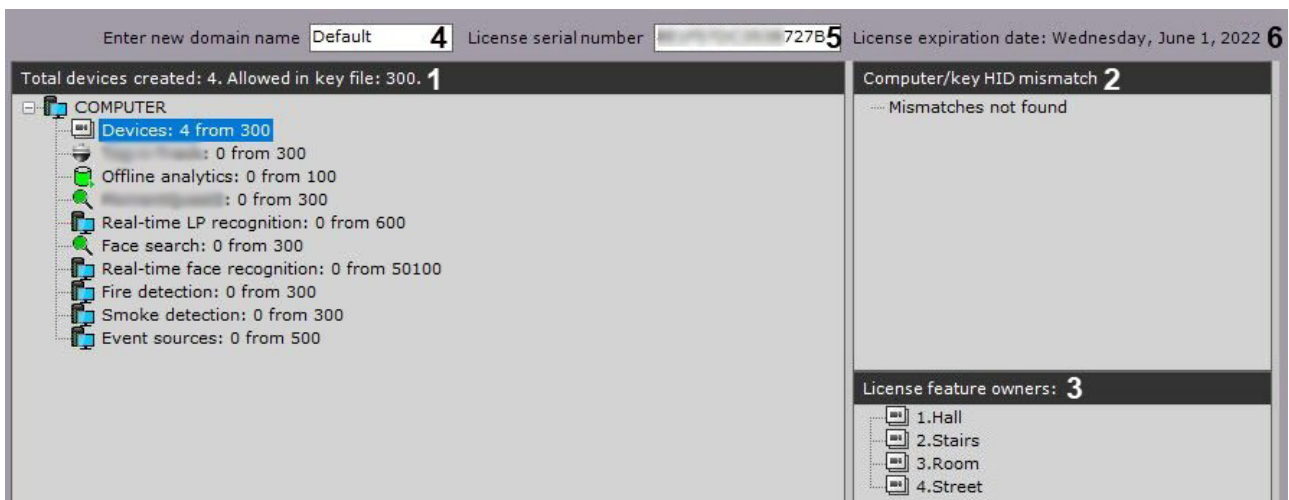 Enter new domain name Default 4 License serial number 727B 5 License expiration date: Wednesday, June 1, 2022 6
Total devices created: 4. Allowed in key file: 300. 1
COMPUTER
Devices: 4 from 300
: 0 from 300
Offline analytics: 0 from 100
: 0 from 300
Real-time LP recognition: 0 from 600
Face search: 0 from 300
Real-time face recognition: 0 from 50100
Fire detection: 0 from 300
Smoke detection: 0 from 300
Event sources: 0 from 500
Computer/key HID mismatch 2
Mismatches not found
License feature owners: 3
1.Hall
2.Stairs
3.Room
4.Street